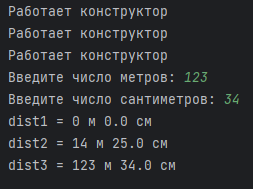 Работает конструктор
Работает конструктор
Работает конструктор
Введите число метров: 123
Введите число сантиметров: 34
dist1 = 0 м 0.0 см
dist2 = 14 м 25.0 см
dist3 = 123 м 34.0 см